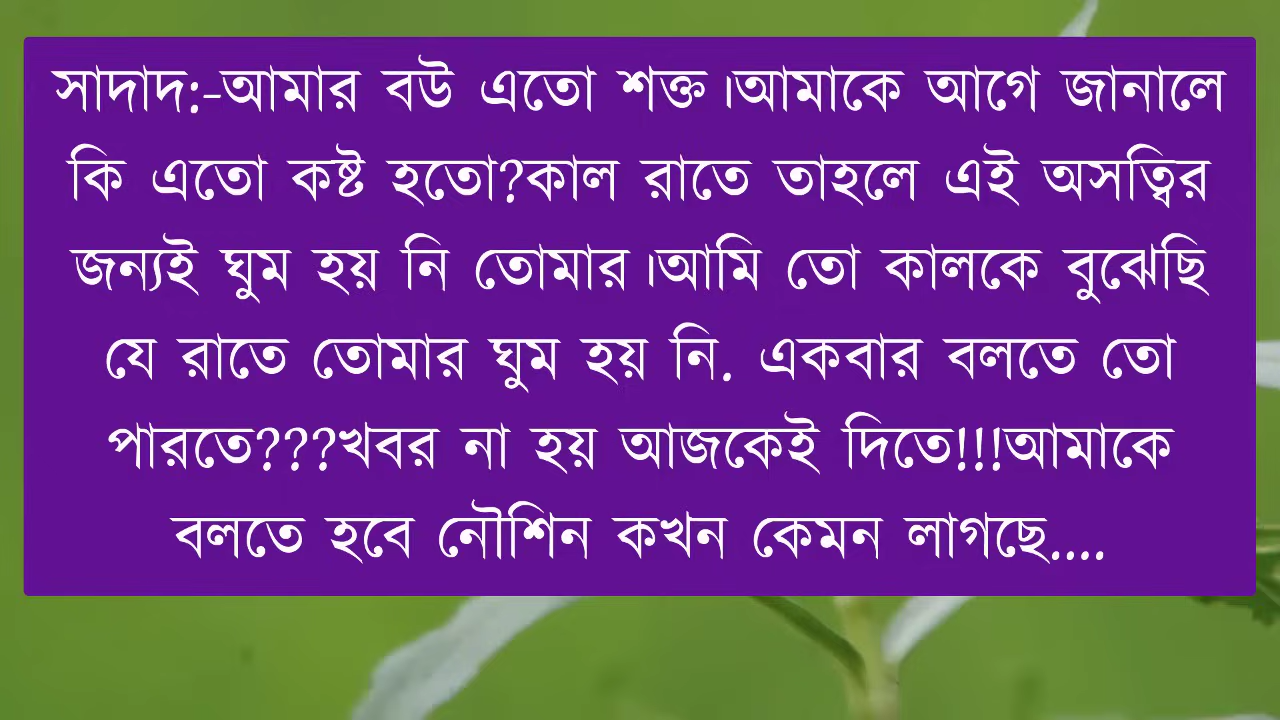 সাদাদ:-আমার বউ এতো শক্ত।আমাকে আগে জানালে
কি এতো কষ্ট হতো?কাল রাতে তাহলে এই অসত্বির
জন্যই ঘুম হয় নি তোমার।আমি তো কালকে বুঝেছি
যে রাতে তোমার ঘুম হয় নি. একবার বলতে তো
পারতে???খবর না হয় আজকেই দিতে!!!আমাকে
বলতে হবে নৌশিন কখন কেমন লাগছে....